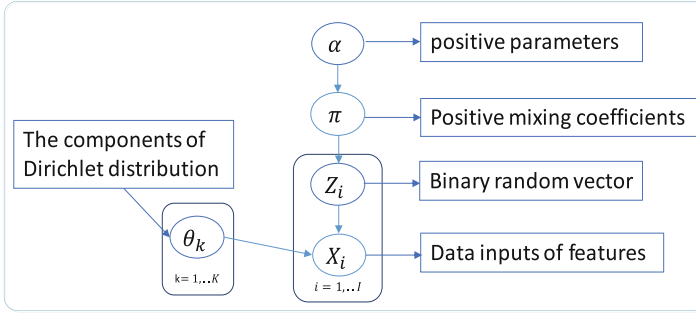 α
positive parameters
π
Positive mixing coefficients
The components of
Dirichlet distribution
Z_i
Binary random vector
θ_k
X_i
Data inputs of features
k= 1,..K
i = 1,..I